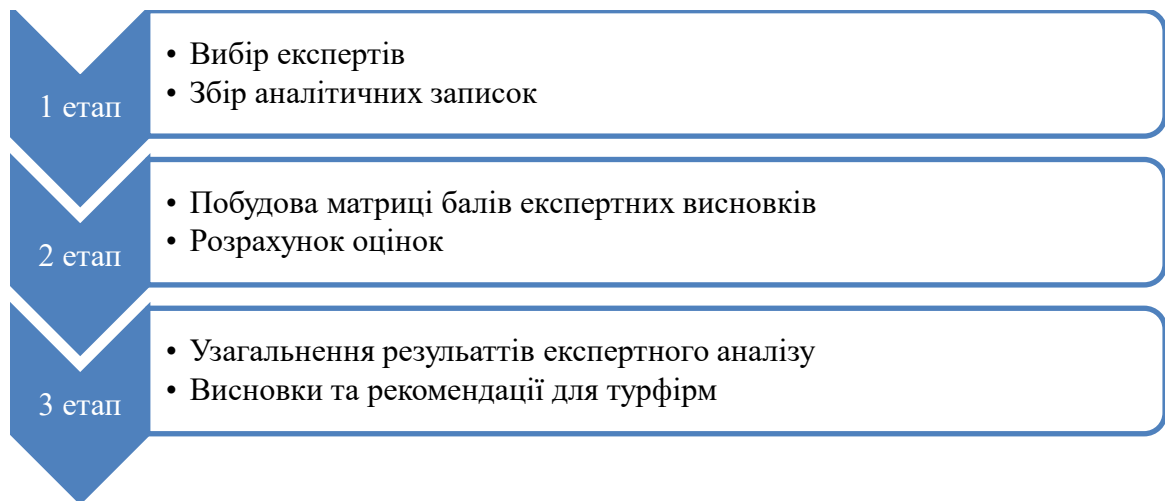 1 етап
• Вибір експертів
• Збір аналітичних записок
2 етап
• Побудова матриці балів експертних висновків
• Розрахунок оцінок
3 етап
• Узагальнення резульаттів експертного аналізу
• Висновки та рекомендації для турфірм